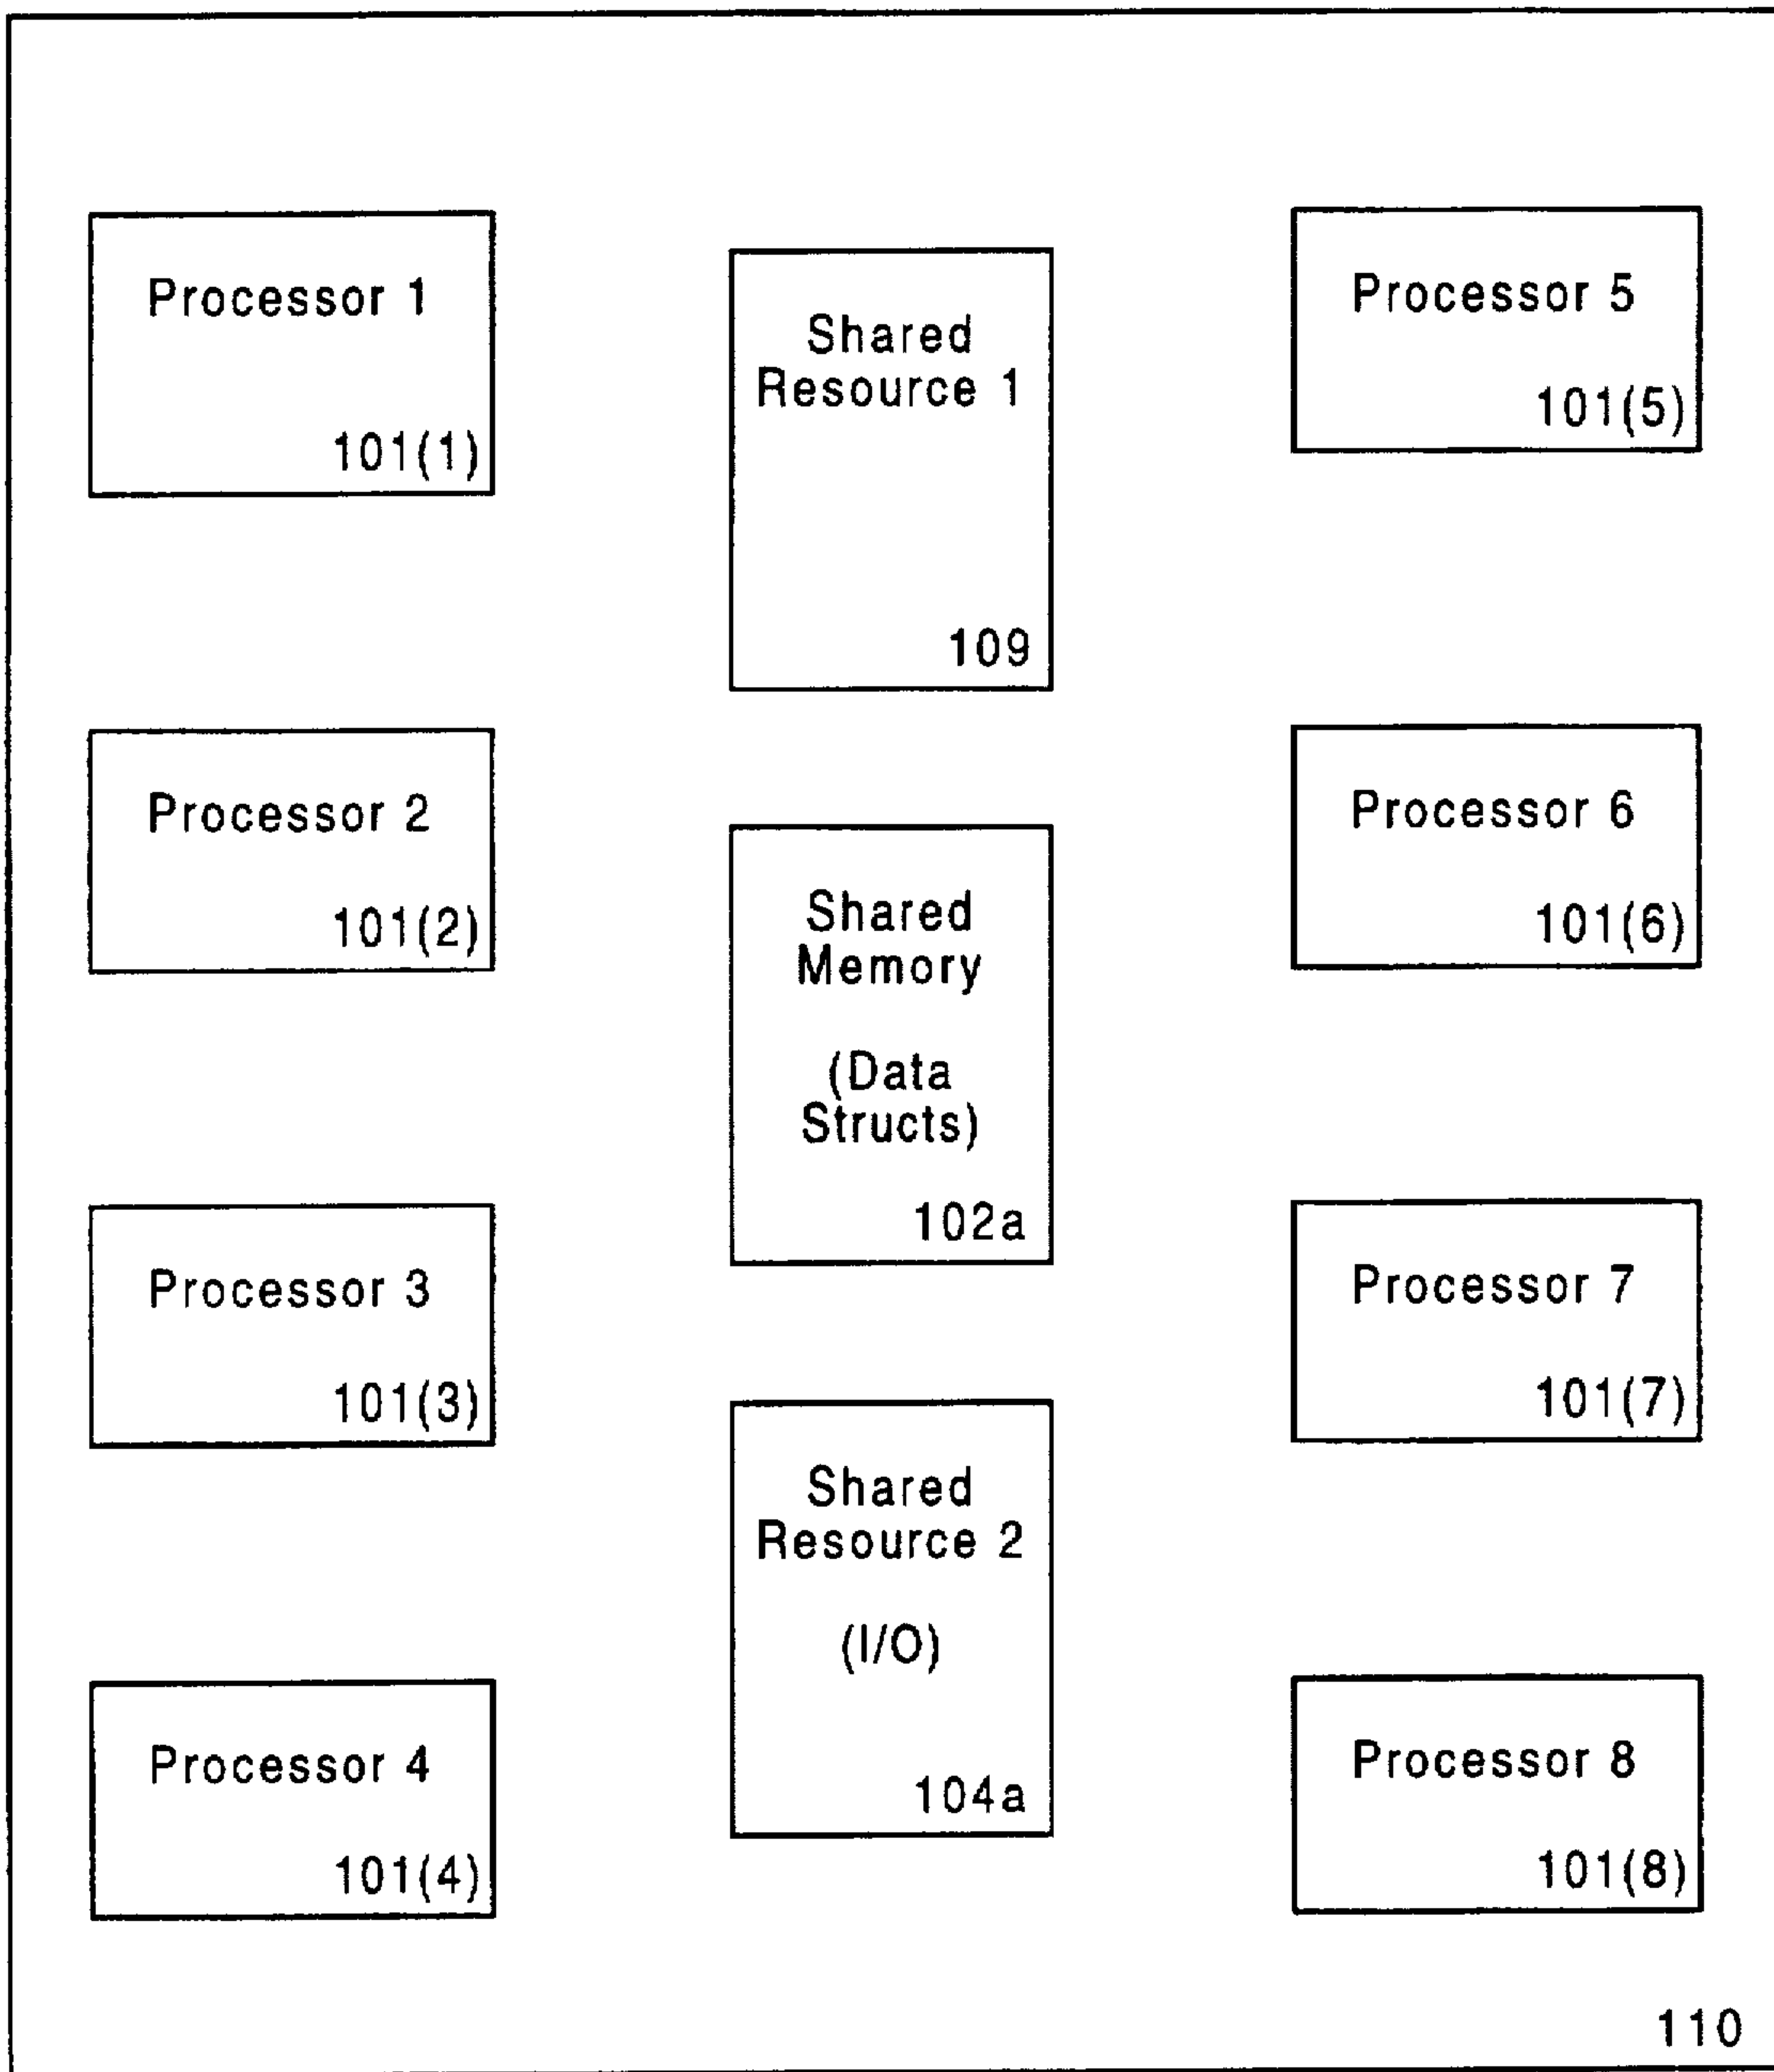 Processor 1
101(1)
Processor 2
101(2)
Processor 3
101(3)
Processor 4
101(4)
Shared
Resource 1
109
Shared
Memory
(Data
Structs)
102a
Shared
Resource 2
(I/O)
104a
Processor 5
101(5)
Processor 6
101(6)
Processor 7
101(7)
Processor 8
101(8)
110